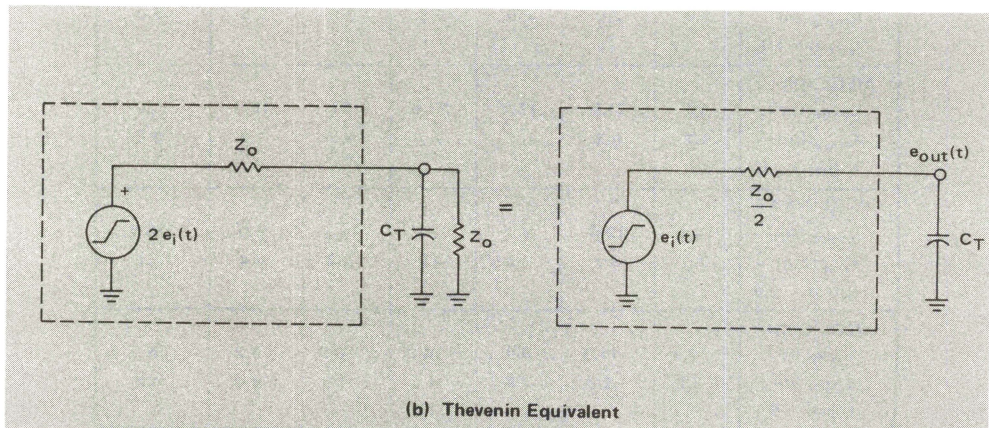 Z₀
+
2 eᵢ(t)
C_T
Z₀
=
Z₀
2
eᵢ(t)
e_out(t)
C_T
(b) Thevenin Equivalent